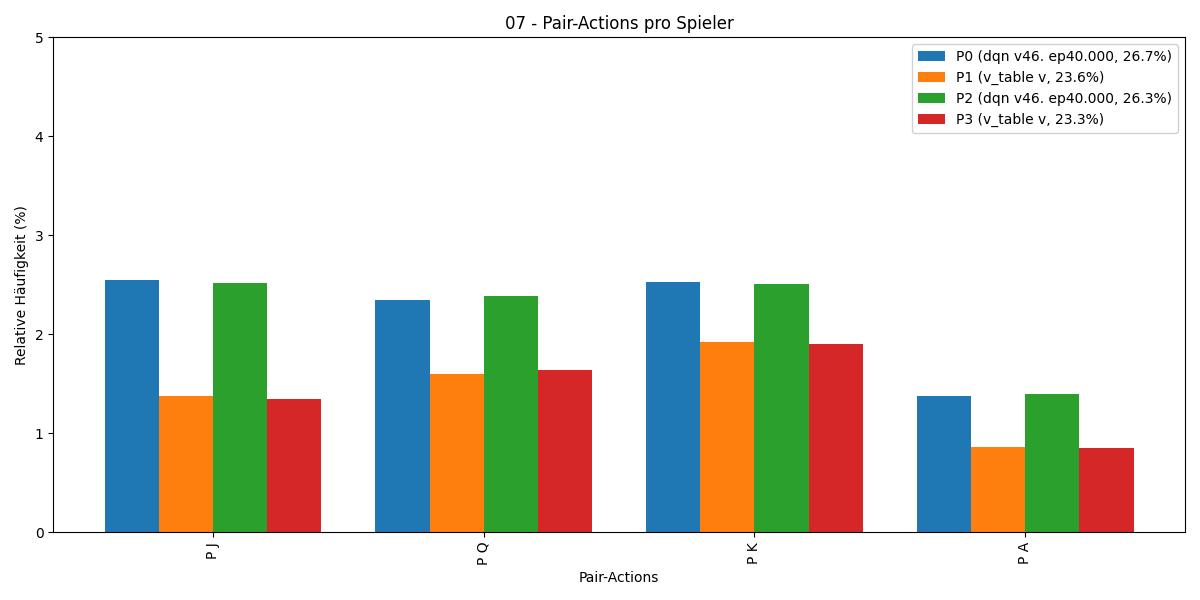 07 - Pair-Actions pro Spieler
P0 (dqn v46. ep40.000, 26.7%)
P1 (v_table v, 23.6%)
P2 (dqn v46. ep40.000, 26.3%)
P3 (v_table v, 23.3%)
Relative Häufigkeit (%)
5
4
3
2
1
0
P J
P Q
P K
P A
Pair-Actions